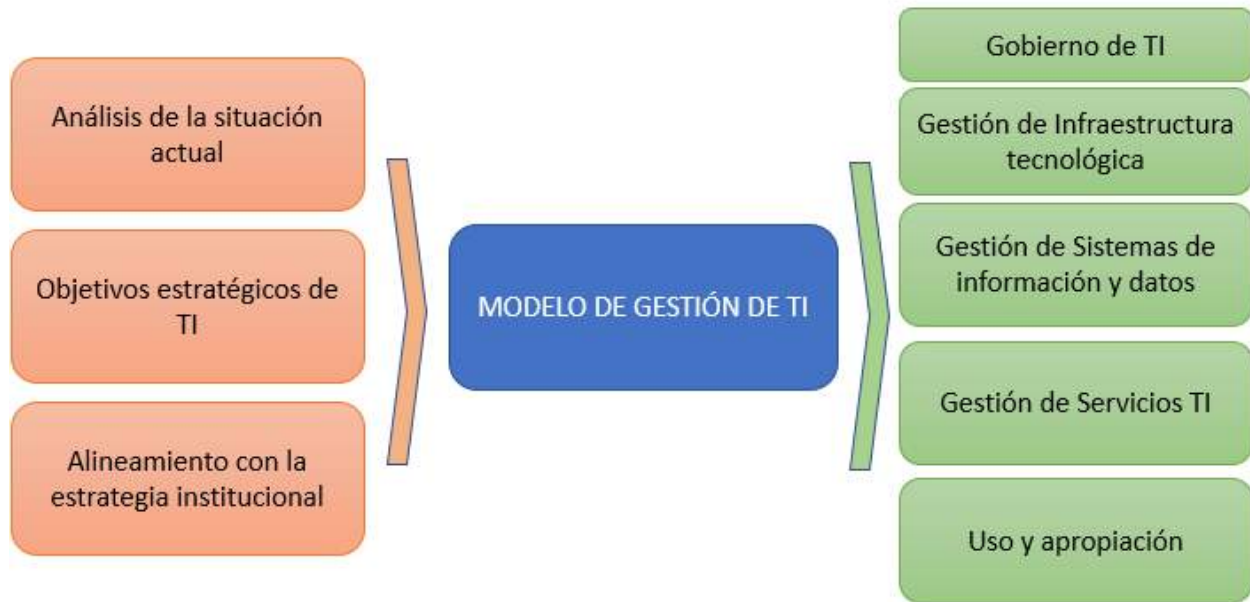 Análisis de la situación
actual
Objetivos estratégicos de
TI
Alineamiento con la
estrategia institucional
MODELO DE GESTIÓN DE TI
Gobierno de TI
Gestión de Infraestructura
tecnológica
Gestión de Sistemas de
información y datos
Gestión de Servicios TI
Uso y apropiación